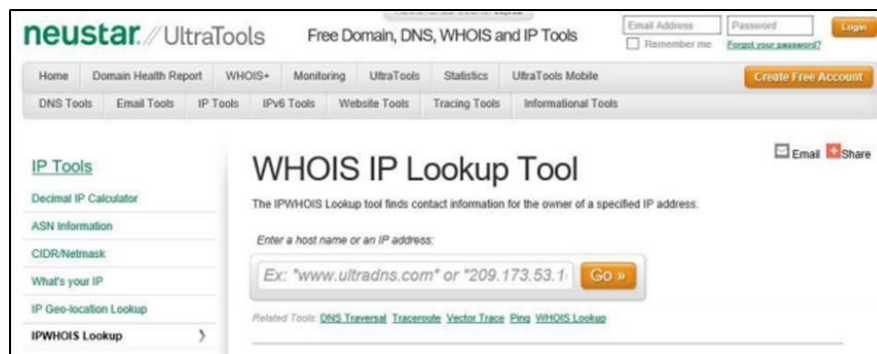 neustar // UltraTools
Free Domain, DNS, WHOIS and IP Tools
Email Address
Password
Login
Remember me
Forgot your password?
Home Domain Health Report WHOIS+ Monitoring UltraTools Statistics UltraTools Mobile
Create Free Account
DNS Tools Email Tools IP Tools IPv6 Tools Website Tools Tracing Tools Informational Tools
IP Tools
Decimal IP Calculator
ASN Information
CIDR/Netmask
What's your IP
IP Geo-location Lookup
IPWHOIS Lookup
Email Share
WHOIS IP Lookup Tool
The IPWHOIS Lookup tool finds contact information for the owner of a specified IP address.
Enter a host name or an IP address:
Ex: "www.ultradns.com" or "209.173.53.1
Go »
Related Tools: DNS Traversal Traceroute Vector Trace Ping WHOIS Lookup